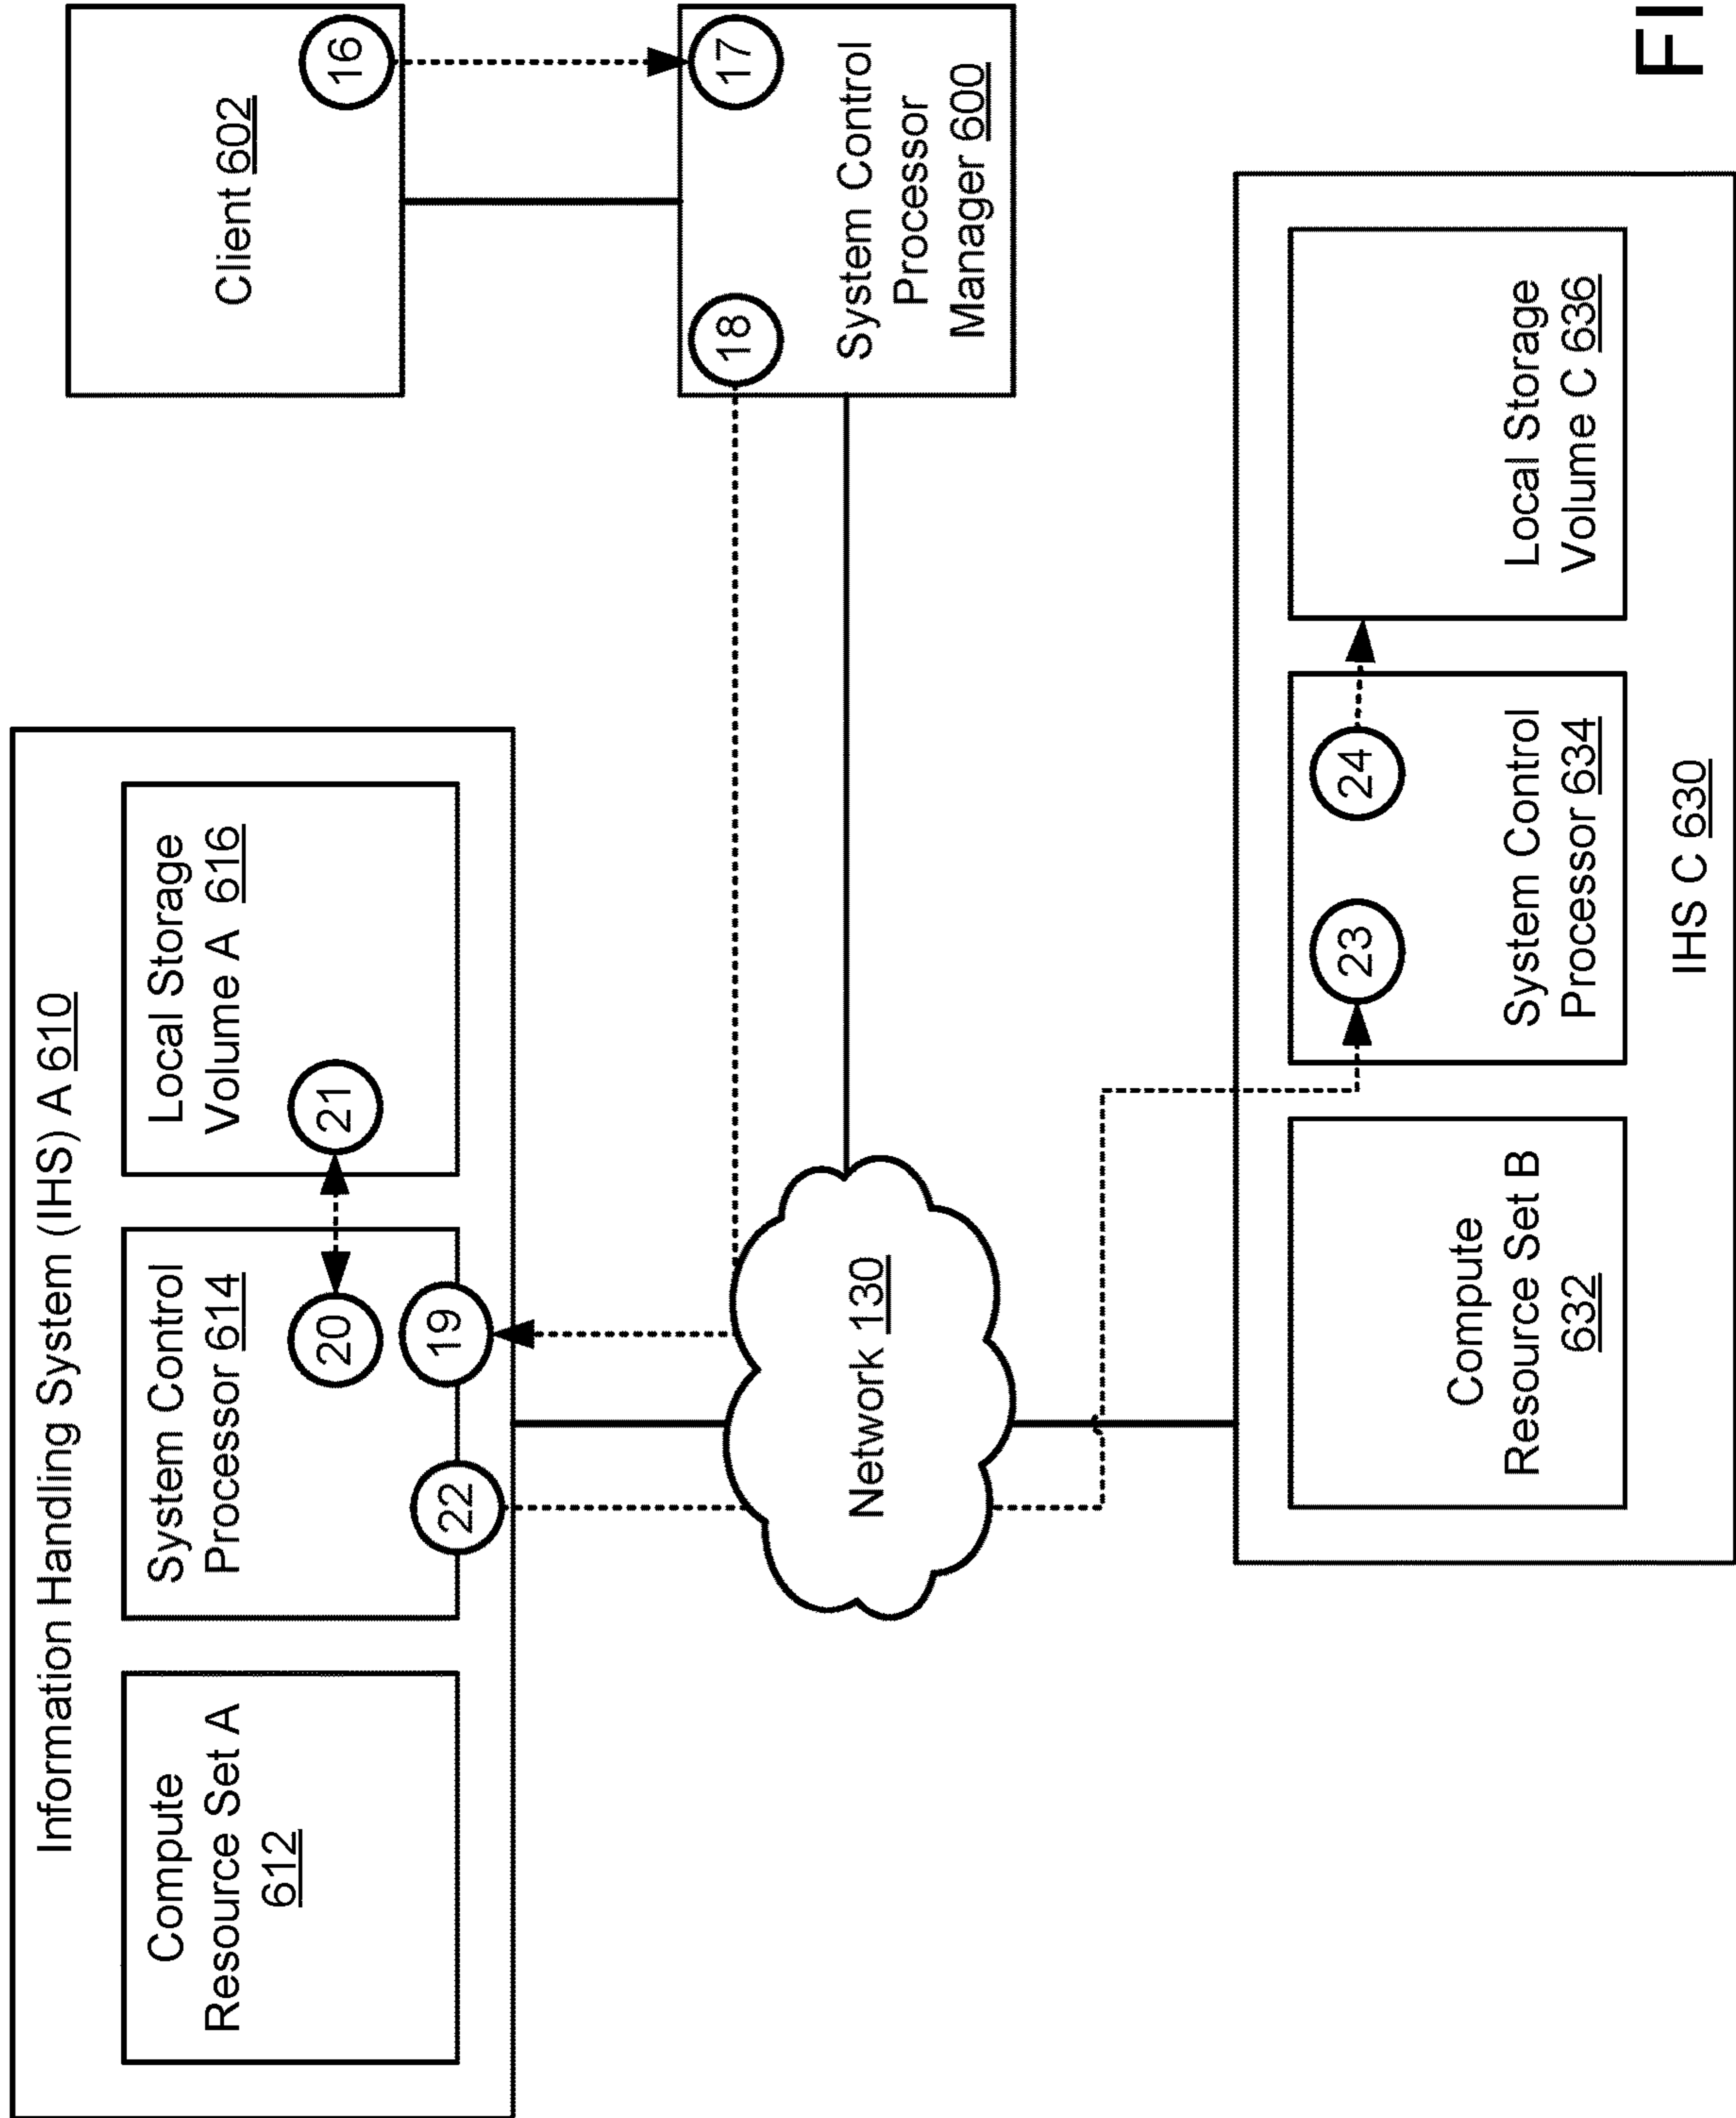 Information Handling System (IHS) A 610
Compute
Resource Set A
612
System Control
Processor 614
20
19
22
Local Storage
Volume A 616
21
Client 602
16
17
18
System Control
Processor
Manager 600
Network 130
Compute
Resource Set B
632
23
24
System Control
Processor 634
Local Storage
Volume C 636
IHS C 630
FI